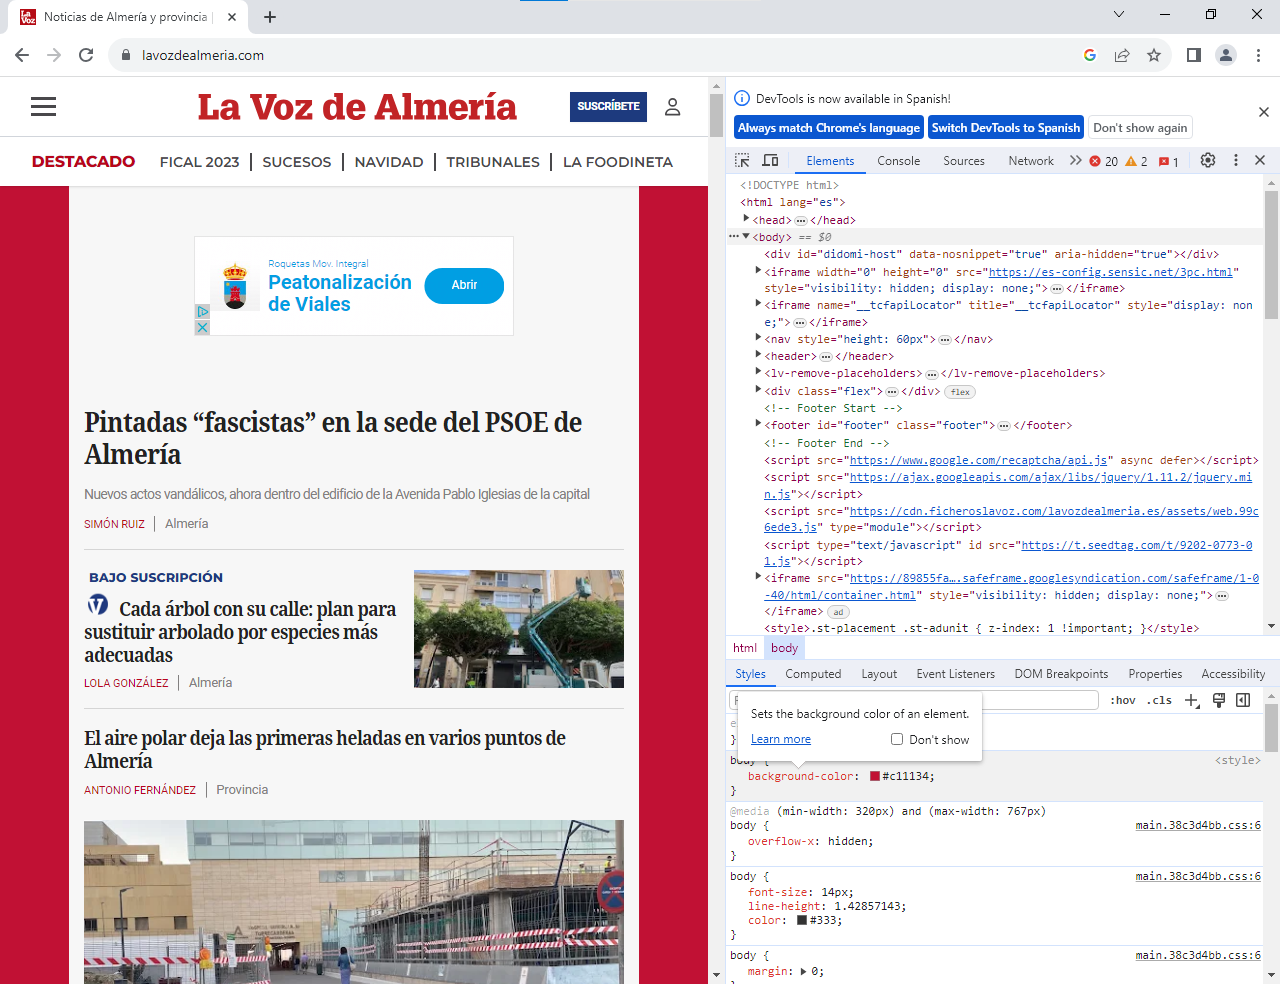 Noticias de Almería y provincia |
lavozdealmeria.com
La Voz de Almería
SUSCRÍBETE
DESTACADO FICAL 2023 | SUCESOS | NAVIDAD | TRIBUNALES | LA FOODINETA
Roquetas Mov. Integral
Peatonalización
de Viales
Abrir
Pintadas “fascistas” en la sede del PSOE de
Almería
Nuevos actos vandálicos, ahora dentro del edificio de la Avenida Pablo Iglesias de la capital
SIMÓN RUIZ | Almería
BAJO SUSCRIPCIÓN
Cada árbol con su calle: plan para
sustituir arbolado por especies más
adecuadas
LOLA GONZÁLEZ | Almería
El aire polar deja las primeras heladas en varios puntos de
Almería
ANTONIO FERNÁNDEZ | Provincia
DevTools is now available in Spanish!
Always match Chrome's language Switch DevTools to Spanish Don't show again
Elements Console Sources Network 20 2 1
<!DOCTYPE html>
<html lang="es">
<head>…</head>
<body> == $0
<div id="didomi-host" data-nosnippet="true" aria-hidden="true"></div>
<iframe width="0" height="0" src="https://es-config.sensic.net/3pc.html"
style="visibility: hidden; display: none;">…</iframe>
<iframe name="__tcfapiLocator" title="__tcfapiLocator" style="display: non
e;">…</iframe>
<nav style="height: 60px">…</nav>
<header>…</header>
<lv-remove-placeholders>…</lv-remove-placeholders>
<div class="flex">…</div> flex
<!-- Footer Start -->
<footer id="footer" class="footer">…</footer>
<!-- Footer End -->
<script src="https://www.google.com/recaptcha/api.js" async defer></script>
<script src="https://ajax.googleapis.com/ajax/libs/jquery/1.11.2/jquery.mi
n.js"></script>
<script src="https://cdn.ficheroslavoz.com/lavozdealmeria.es/assets/web.99c
6ede3.js" type="module"></script>
<script type="text/javascript" id src="https://t.seedtag.com/t/9202-0773-0
1.js"></script>
<iframe src="https://89855fa….safeframe.googlesyndication.com/safeframe/1-0
-40/html/container.html" style="visibility: hidden; display: none;">…
</iframe> ad
<style>.st-placement .st-adunit { z-index: 1 !important; }</style>
html body
Styles Computed Layout Event Listeners DOM Breakpoints Properties Accessibility
:hov .cls
Sets the background color of an element.
Learn more Don't show
}
body { <style>
background-color: #c11134;
}
@media (min-width: 320px) and (max-width: 767px)
body { main.38c3d4bb.css:6
overflow-x: hidden;
}
body { main.38c3d4bb.css:6
font-size: 14px;
line-height: 1.42857143;
color: #333;
}
body { main.38c3d4bb.css:6
margin: 0;